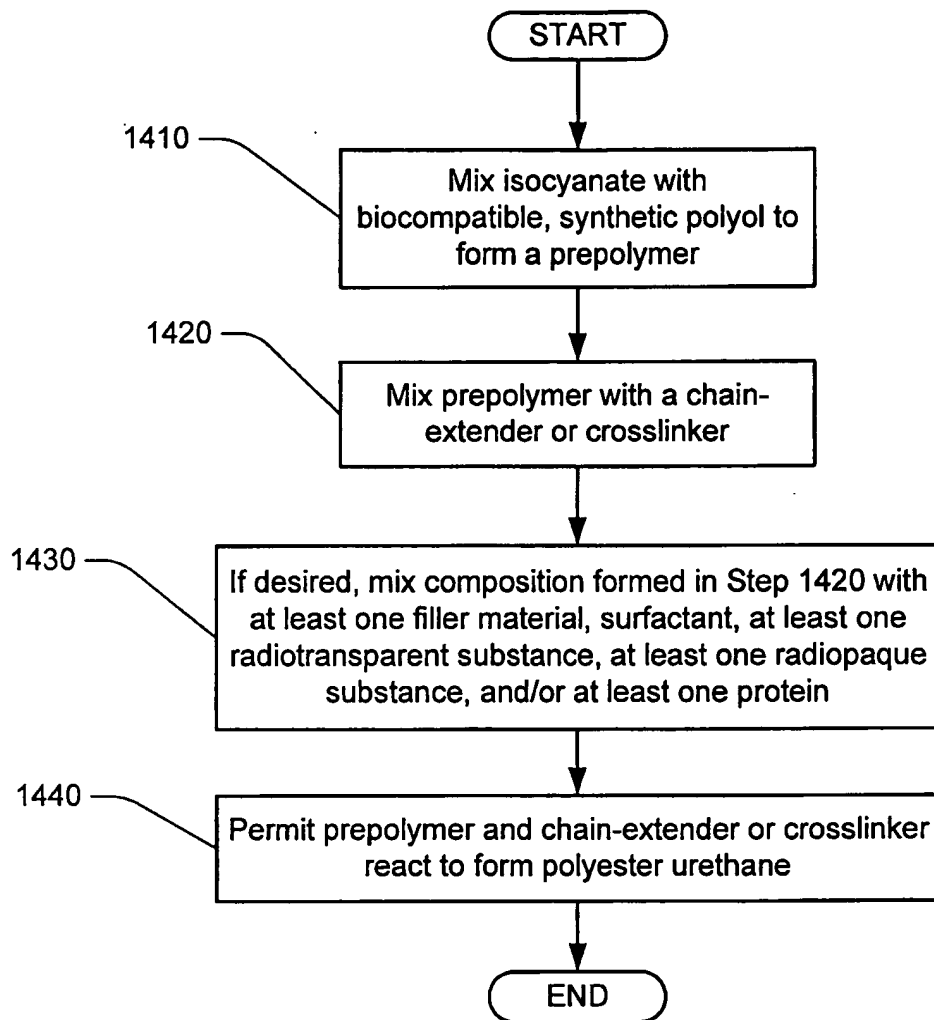 START
1410
Mix isocyanate with
biocompatible, synthetic polyol to
form a prepolymer
1420
Mix prepolymer with a chain-
extender or crosslinker
1430
If desired, mix composition formed in Step 1420 with
at least one filler material, surfactant, at least one
radiotransparent substance, at least one radiopaque
substance, and/or at least one protein
1440
Permit prepolymer and chain-extender or crosslinker
react to form polyester urethane
END